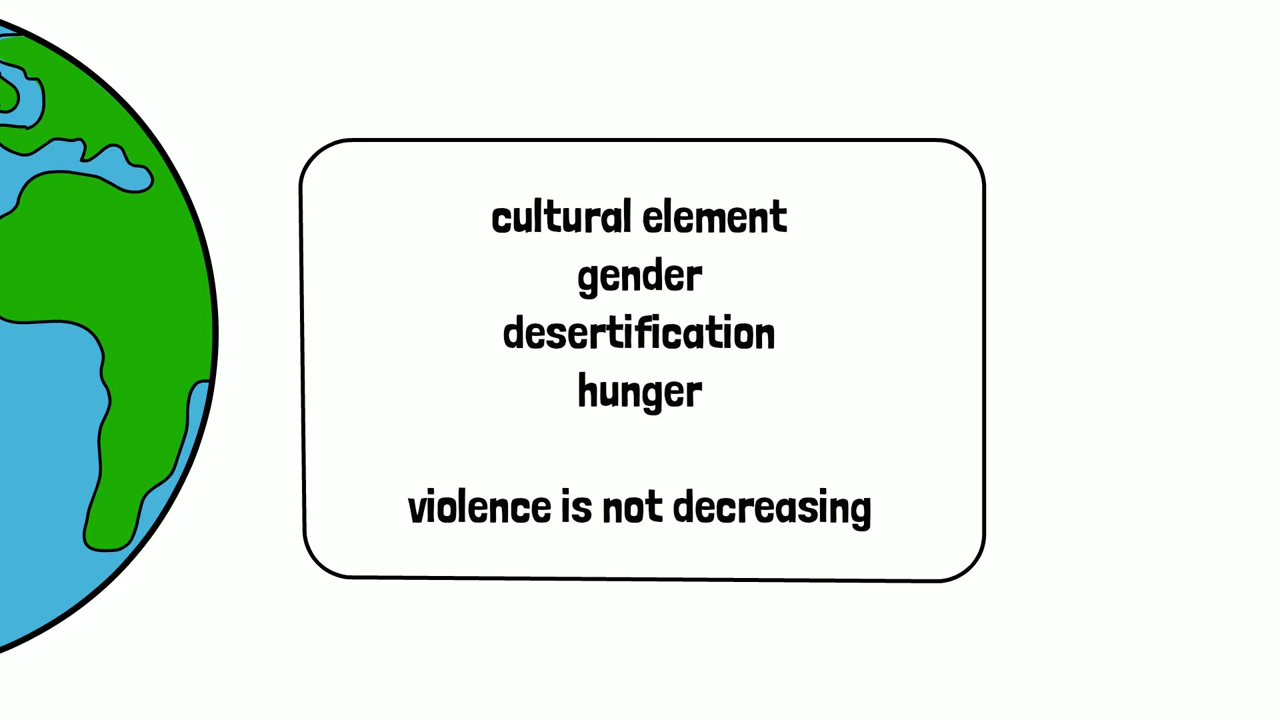 cultural element
gender
desertification
hunger
violence is not decreasing